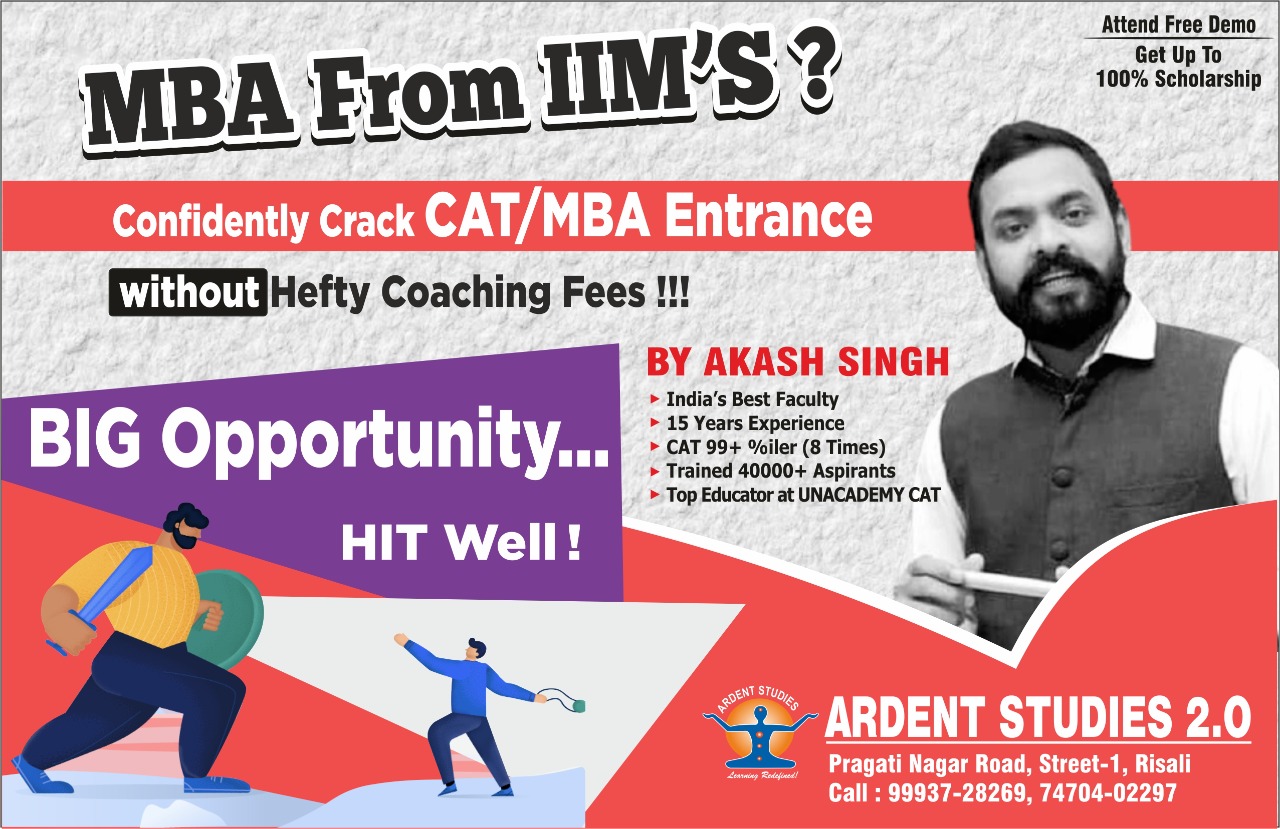 Attend Free Demo
Get Up To
100% Scholarship
MBA From IIM'S ?
Confidently Crack CAT/MBA Entrance
without Hefty Coaching Fees !!!
BY AKASH SINGH
India's Best Faculty
15 Years Experience
CAT 99+ %iler (8 Times)
Trained 40000+ Aspirants
Top Educator at UNACADEMY CAT
BIG Opportunity...
HIT Well !
ARDENT STUDIES
Learning Redefined!
ARDENT STUDIES 2.0
Pragati Nagar Road, Street-1, Risali
Call : 99937-28269, 74704-02297